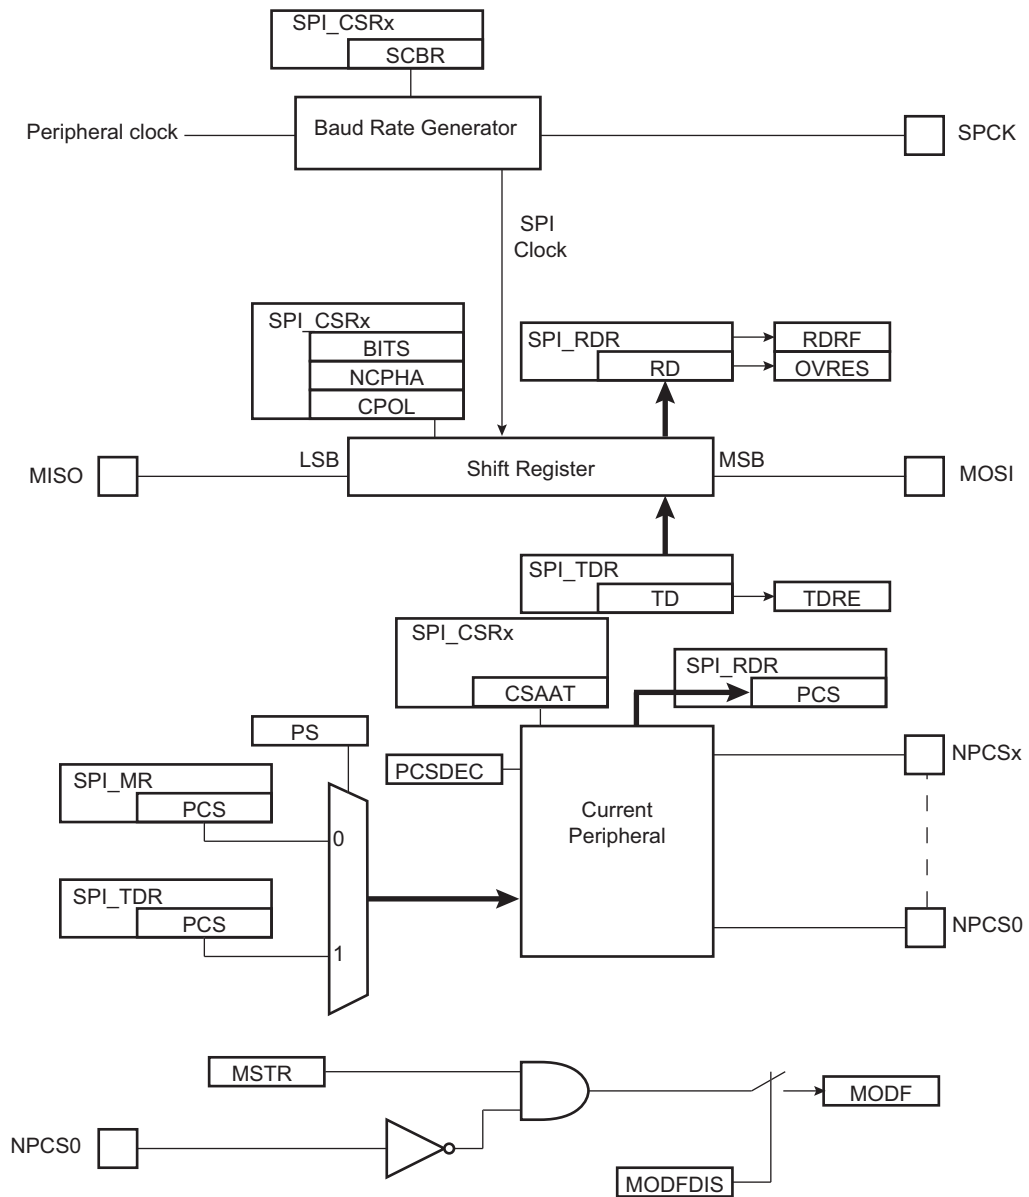 SPI_CSRx
SCBR
Peripheral clock
Baud Rate Generator
SPCK
SPI
Clock
SPI_CSRx
BITS
NCPHA
CPOL
SPI_RDR
RD
RDRF
OVRES
MISO
LSB
Shift Register
MSB
MOSI
SPI_TDR
TD
TDRE
SPI_CSRx
CSAAT
SPI_RDR
PCS
PS
PCSDEC
NPCSx
SPI_MR
PCS
0
Current
Peripheral
SPI_TDR
PCS
1
NPCS0
MSTR
MODF
NPCS0
MODFDIS